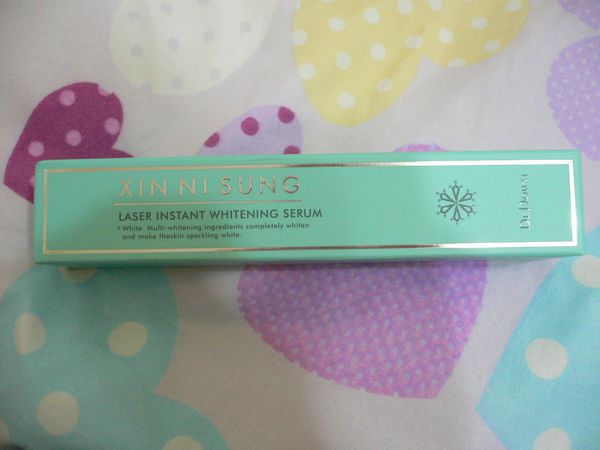 XIN NI SUNG
LASER INSTANT WHITENING SERUM
+White Multi-whitening ingredients completely whiten
and make theskin sparkling white.
Dr.Douxi